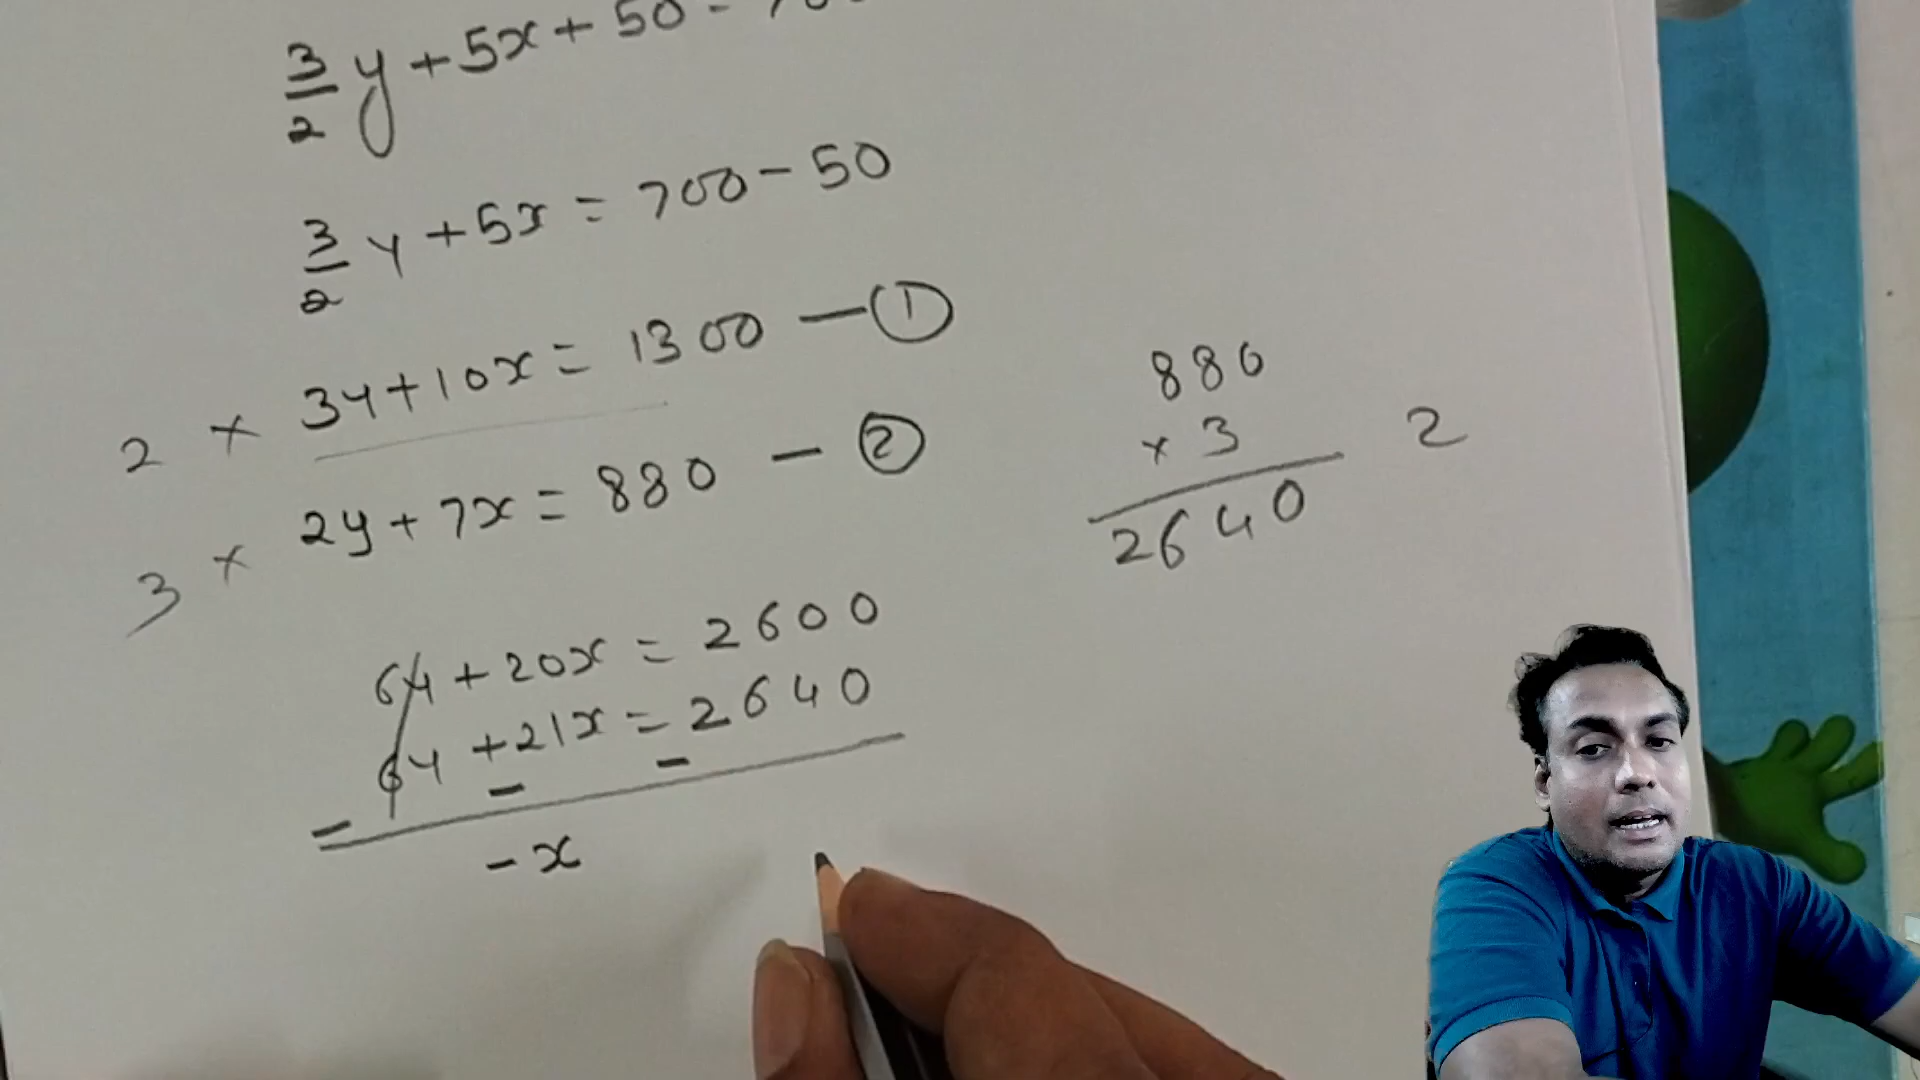 3/2 y + 5x + 50 = 700
3/2 y + 5x = 700 - 50
2 × 3y + 10x = 1300 — ①
3 × 2y + 7x = 880 — ②
6y + 20x = 2600
6y + 21x = 2640
- - -
- x
880
× 3
2640
2